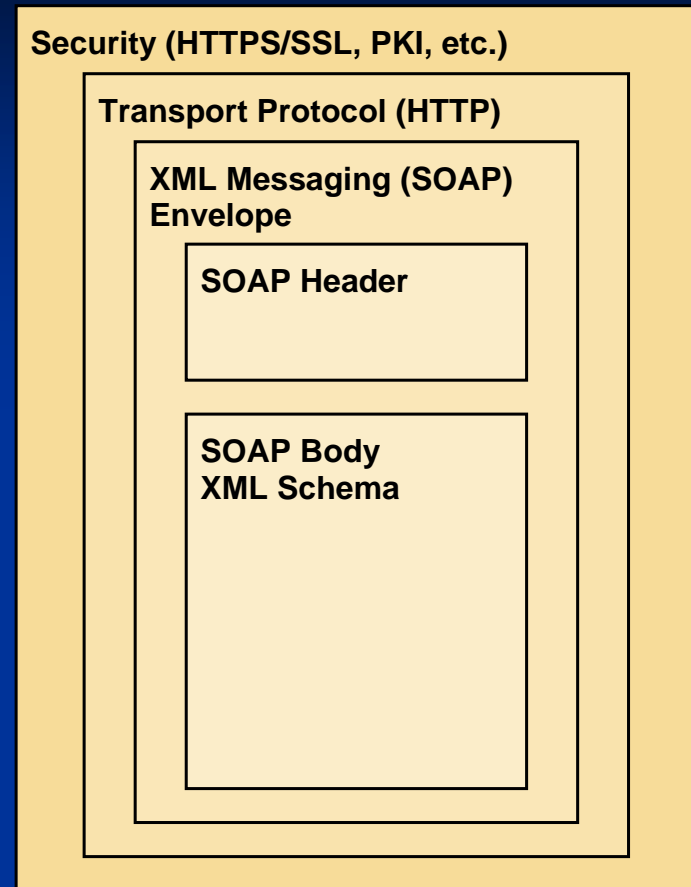 Security (HTTPS/SSL, PKI, etc.)
Transport Protocol (HTTP)
XML Messaging (SOAP)
Envelope
SOAP Header
SOAP Body
XML Schema